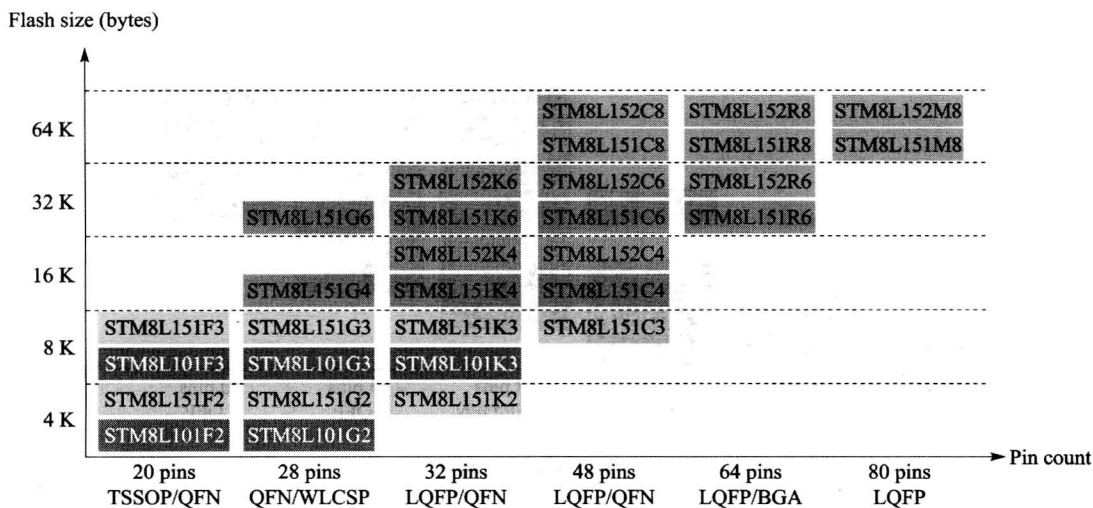 Flash size (bytes)
64 K
STM8L152C8 STM8L152R8 STM8L152M8
STM8L151C8 STM8L151R8 STM8L151M8
32 K
STM8L152K6 STM8L152C6 STM8L152R6
STM8L151G6 STM8L151K6 STM8L151C6 STM8L151R6
16 K
STM8L152K4 STM8L152C4
STM8L151G4 STM8L151K4 STM8L151C4
8 K
STM8L151F3 STM8L151G3 STM8L151K3 STM8L151C3
STM8L101F3 STM8L101G3 STM8L101K3
4 K
STM8L151F2 STM8L151G2 STM8L151K2
STM8L101F2 STM8L101G2
20 pins 28 pins 32 pins 48 pins 64 pins 80 pins Pin count
TSSOP/QFN QFN/WLCSP LQFP/QFN LQFP/QFN LQFP/BGA LQFP